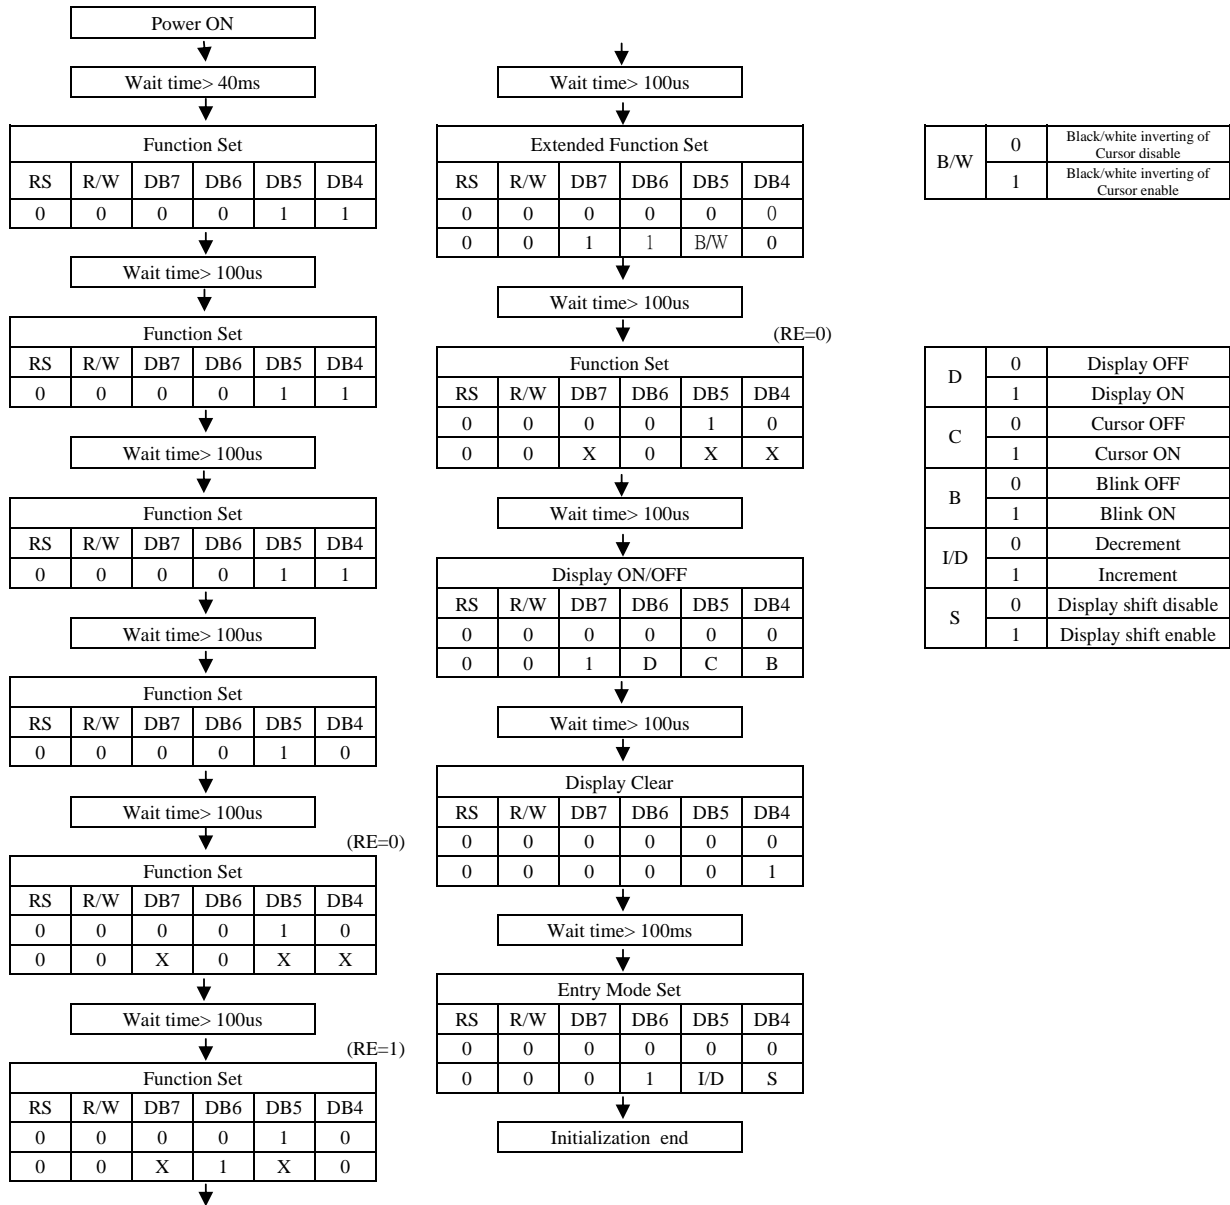 Power ON
Wait time> 40ms
Function Set
RS R/W DB7 DB6 DB5 DB4
0 0 0 0 1 1
Wait time> 100us
Function Set
RS R/W DB7 DB6 DB5 DB4
0 0 0 0 1 1
Wait time> 100us
Function Set
RS R/W DB7 DB6 DB5 DB4
0 0 0 0 1 1
Wait time> 100us
Function Set
RS R/W DB7 DB6 DB5 DB4
0 0 0 0 1 0
Wait time> 100us
(RE=0)
Function Set
RS R/W DB7 DB6 DB5 DB4
0 0 0 0 1 0
0 0 X 0 X X
Wait time> 100us
(RE=1)
Function Set
RS R/W DB7 DB6 DB5 DB4
0 0 0 0 1 0
0 0 X 1 X 0
Wait time> 100us
Extended Function Set
RS R/W DB7 DB6 DB5 DB4
0 0 0 0 0 0
0 0 1 1 B/W 0
Wait time> 100us
(RE=0)
Function Set
RS R/W DB7 DB6 DB5 DB4
0 0 0 0 1 0
0 0 X 0 X X
Wait time> 100us
Display ON/OFF
RS R/W DB7 DB6 DB5 DB4
0 0 0 0 0 0
0 0 1 D C B
Wait time> 100us
Display Clear
RS R/W DB7 DB6 DB5 DB4
0 0 0 0 0 0
0 0 0 0 0 1
Wait time> 100ms
Entry Mode Set
RS R/W DB7 DB6 DB5 DB4
0 0 0 0 0 0
0 0 0 1 I/D S
Initialization end
B/W
0 Black/white inverting of
Cursor disable
1 Black/white inverting of
Cursor enable
D
0 Display OFF
1 Display ON
C
0 Cursor OFF
1 Cursor ON
B
0 Blink OFF
1 Blink ON
I/D
0 Decrement
1 Increment
S
0 Display shift disable
1 Display shift enable